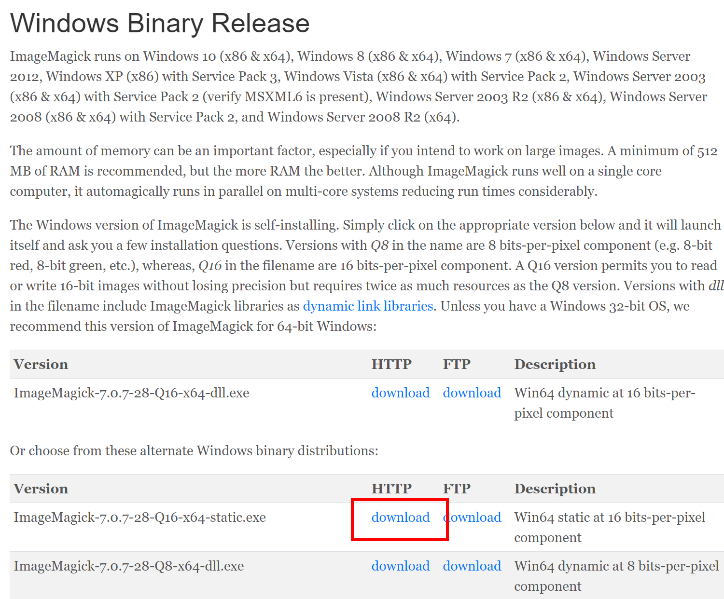 Windows Binary Release
ImageMagick runs on Windows 10 (x86 & x64), Windows 8 (x86 & x64), Windows 7 (x86 & x64), Windows Server
2012, Windows XP (x86) with Service Pack 3, Windows Vista (x86 & x64) with Service Pack 2, Windows Server 2003
(x86 & x64) with Service Pack 2 (verify MSXML6 is present), Windows Server 2003 R2 (x86 & x64), Windows Server
2008 (x86 & x64) with Service Pack 2, and Windows Server 2008 R2 (x64).
The amount of memory can be an important factor, especially if you intend to work on large images. A minimum of 512
MB of RAM is recommended, but the more RAM the better. Although ImageMagick runs well on a single core
computer, it automagically runs in parallel on multi-core systems reducing run times considerably.
The Windows version of ImageMagick is self-installing. Simply click on the appropriate version below and it will launch
itself and ask you a few installation questions. Versions with Q8 in the name are 8 bits-per-pixel component (e.g. 8-bit
red, 8-bit green, etc.), whereas, Q16 in the filename are 16 bits-per-pixel component. A Q16 version permits you to read
or write 16-bit images without losing precision but requires twice as much resources as the Q8 version. Versions with dll
in the filename include ImageMagick libraries as dynamic link libraries. Unless you have a Windows 32-bit OS, we
recommend this version of ImageMagick for 64-bit Windows:
Version HTTP FTP Description
ImageMagick-7.0.7-28-Q16-x64-dll.exe download download Win64 dynamic at 16 bits-per-
pixel component
Or choose from these alternate Windows binary distributions:
Version HTTP FTP Description
ImageMagick-7.0.7-28-Q16-x64-static.exe download download Win64 static at 16 bits-per-pixel
component
ImageMagick-7.0.7-28-Q8-x64-dll.exe download download Win64 dynamic at 8 bits-per-pixel
component